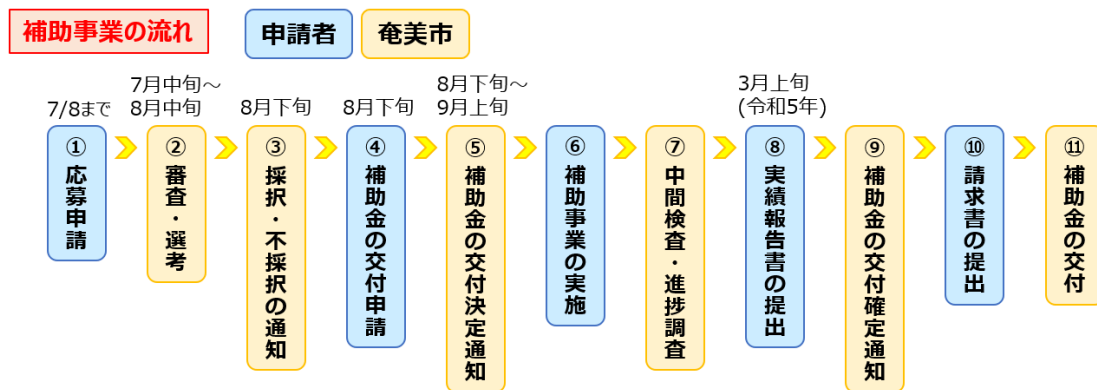 補助事業の流れ
申請者
奄美市
7/8まで
7月中旬～
8月中旬
8月下旬
8月下旬
8月下旬～
9月上旬
3月上旬
(令和5年)
①応募申請
②審査・選考
③採択・不採択の通知
④補助金の交付申請
⑤補助金の交付決定通知
⑥補助事業の実施
⑦中間検査・進捗調査
⑧実績報告書の提出
⑨補助金の交付確定通知
⑩請求書の提出
⑪補助金の交付